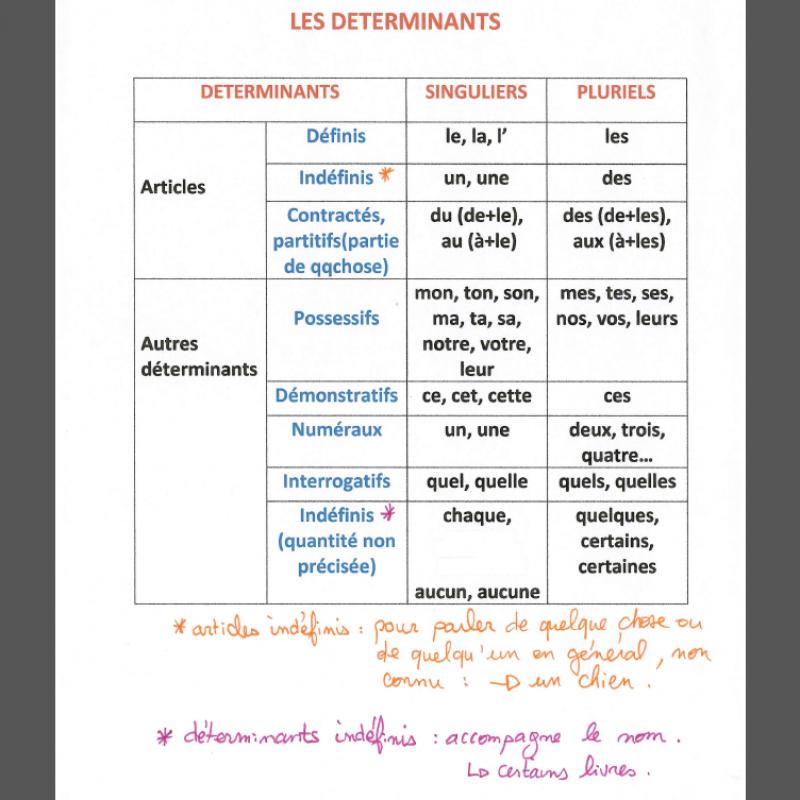 LES DETERMINANTS
DETERMINANTS SINGULIERS PLURIELS
Articles
Définis le, la, l’ les
Indéfinis * un, une des
Contractés, du (de+le), des (de+les),
partitifs(partie au (à+le) aux (à+les)
de qqchose)
Autres
déterminants
Possessifs
mon, ton, son, mes, tes, ses,
ma, ta, sa, nos, vos, leurs
notre, votre,
leur
Démonstratifs ce, cet, cette ces
Numéraux un, une deux, trois,
quatre...
Interrogatifs quel, quelle quels, quelles
Indéfinis * chaque, quelques,
(quantité non certains,
précisée) certaines
aucun, aucune
* articles indéfinis : pour parler de quelque chose ou
de quelqu'un en général, non
connu : → un chien.
* déterminants indéfinis : accompagne le nom.
↳ certains livres.